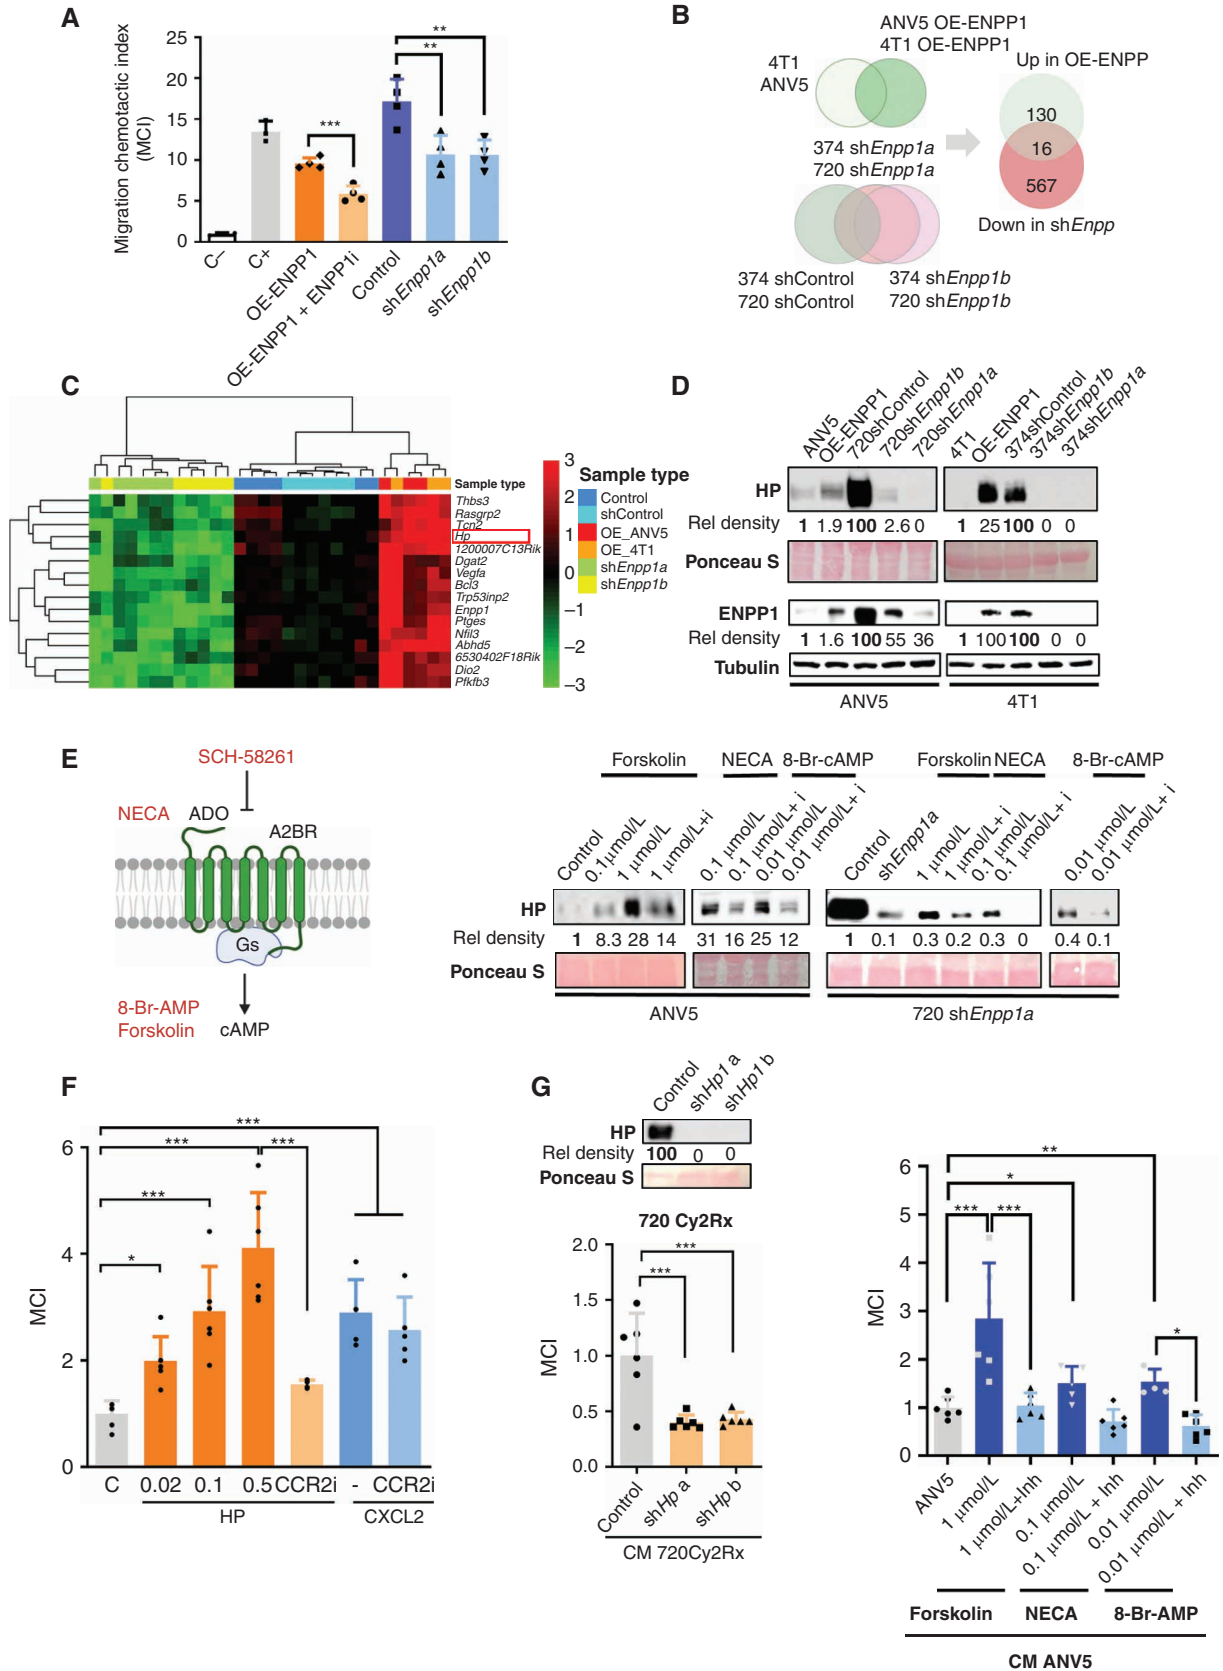 A
Migration chemotactic index
(MCI)
25
20
15
10
5
0
***
**
**
C–
C+
OE-ENPP1
OE-ENPP1 + ENPP1i
Control
shEnpp1a
shEnpp1b
B
ANV5 OE-ENPP1
4T1 OE-ENPP1
4T1
ANV5
Up in OE-ENPP
130
16
567
Down in shEnpp
374 shEnpp1a
720 shEnpp1a
374 shControl
720 shControl
374 shEnpp1b
720 shEnpp1b
C
Sample type
Thbs3
Rasgrp2
Tcn2
Hp
1200007C13Rik
Dgat2
Vegfa
Bcl3
Trp53inp2
Enpp1
Ptges
Nfil3
Abhd5
6530402F18Rik
Dio2
Pfkfb3
3
2
1
0
–1
–2
–3
Sample type
Control
shControl
OE_ANV5
OE_4T1
shEnpp1a
shEnpp1b
D
ANV5
OE-ENPP1
720shControl
720shEnpp1b
720shEnpp1a
4T1
OE-ENPP1
374shControl
374shEnpp1b
374shEnpp1a
HP
Rel density 1 1.9 100 2.6 0 1 25 100 0 0
Ponceau S
ENPP1
Rel density 1 1.6 100 55 36 1 100 100 0 0
Tubulin
ANV5 4T1
E
SCH-58261
NECA ADO
A2BR
Gs
8-Br-AMP
Forskolin cAMP
Forskolin NECA 8-Br-cAMP Forskolin NECA 8-Br-cAMP
Control
0.1 μmol/L
1 μmol/L
1 μmol/L+i
0.1 μmol/L
0.1 μmol/L+ i
0.01 μmol/L
0.01 μmol/L+ i
Control
shEnpp1a
1 μmol/L
1 μmol/L+ i
0.1 μmol/L
0.1 μmol/L+ i
0.01 μmol/L
0.01 μmol/L+ i
HP
Rel density 1 8.3 28 14 31 16 25 12 1 0.1 0.3 0.2 0.3 0 0.4 0.1
Ponceau S
ANV5 720 shEnpp1a
F
MCI
6
4
2
0
*
***
***
***
***
C 0.02 0.1 0.5 CCR2i - CCR2i
HP CXCL2
G
Control
shHp1 a
shHp1 b
HP
Rel density 100 0 0
Ponceau S
720 Cy2Rx
MCI
2.0
1.5
1.0
0.5
0.0
***
***
Control
shHp a
shHp b
CM 720Cy2Rx
MCI
6
5
4
3
2
1
0
**
*
***
***
*
ANV5
1 μmol/L
1 μmol/L+Inh
0.1 μmol/L
0.1 μmol/L + Inh
0.01 μmol/L
0.01 μmol/L + Inh
Forskolin NECA 8-Br-AMP
CM ANV5